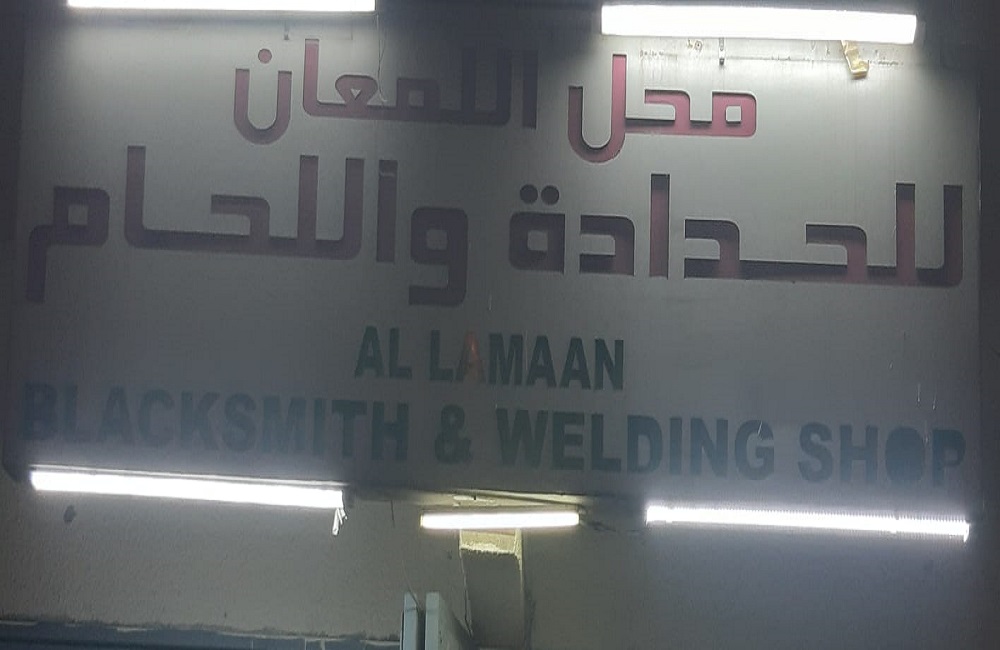 محل اللمعان
للحدادة واللحام
AL LAMAAN
BLACKSMITH & WELDING SHOP